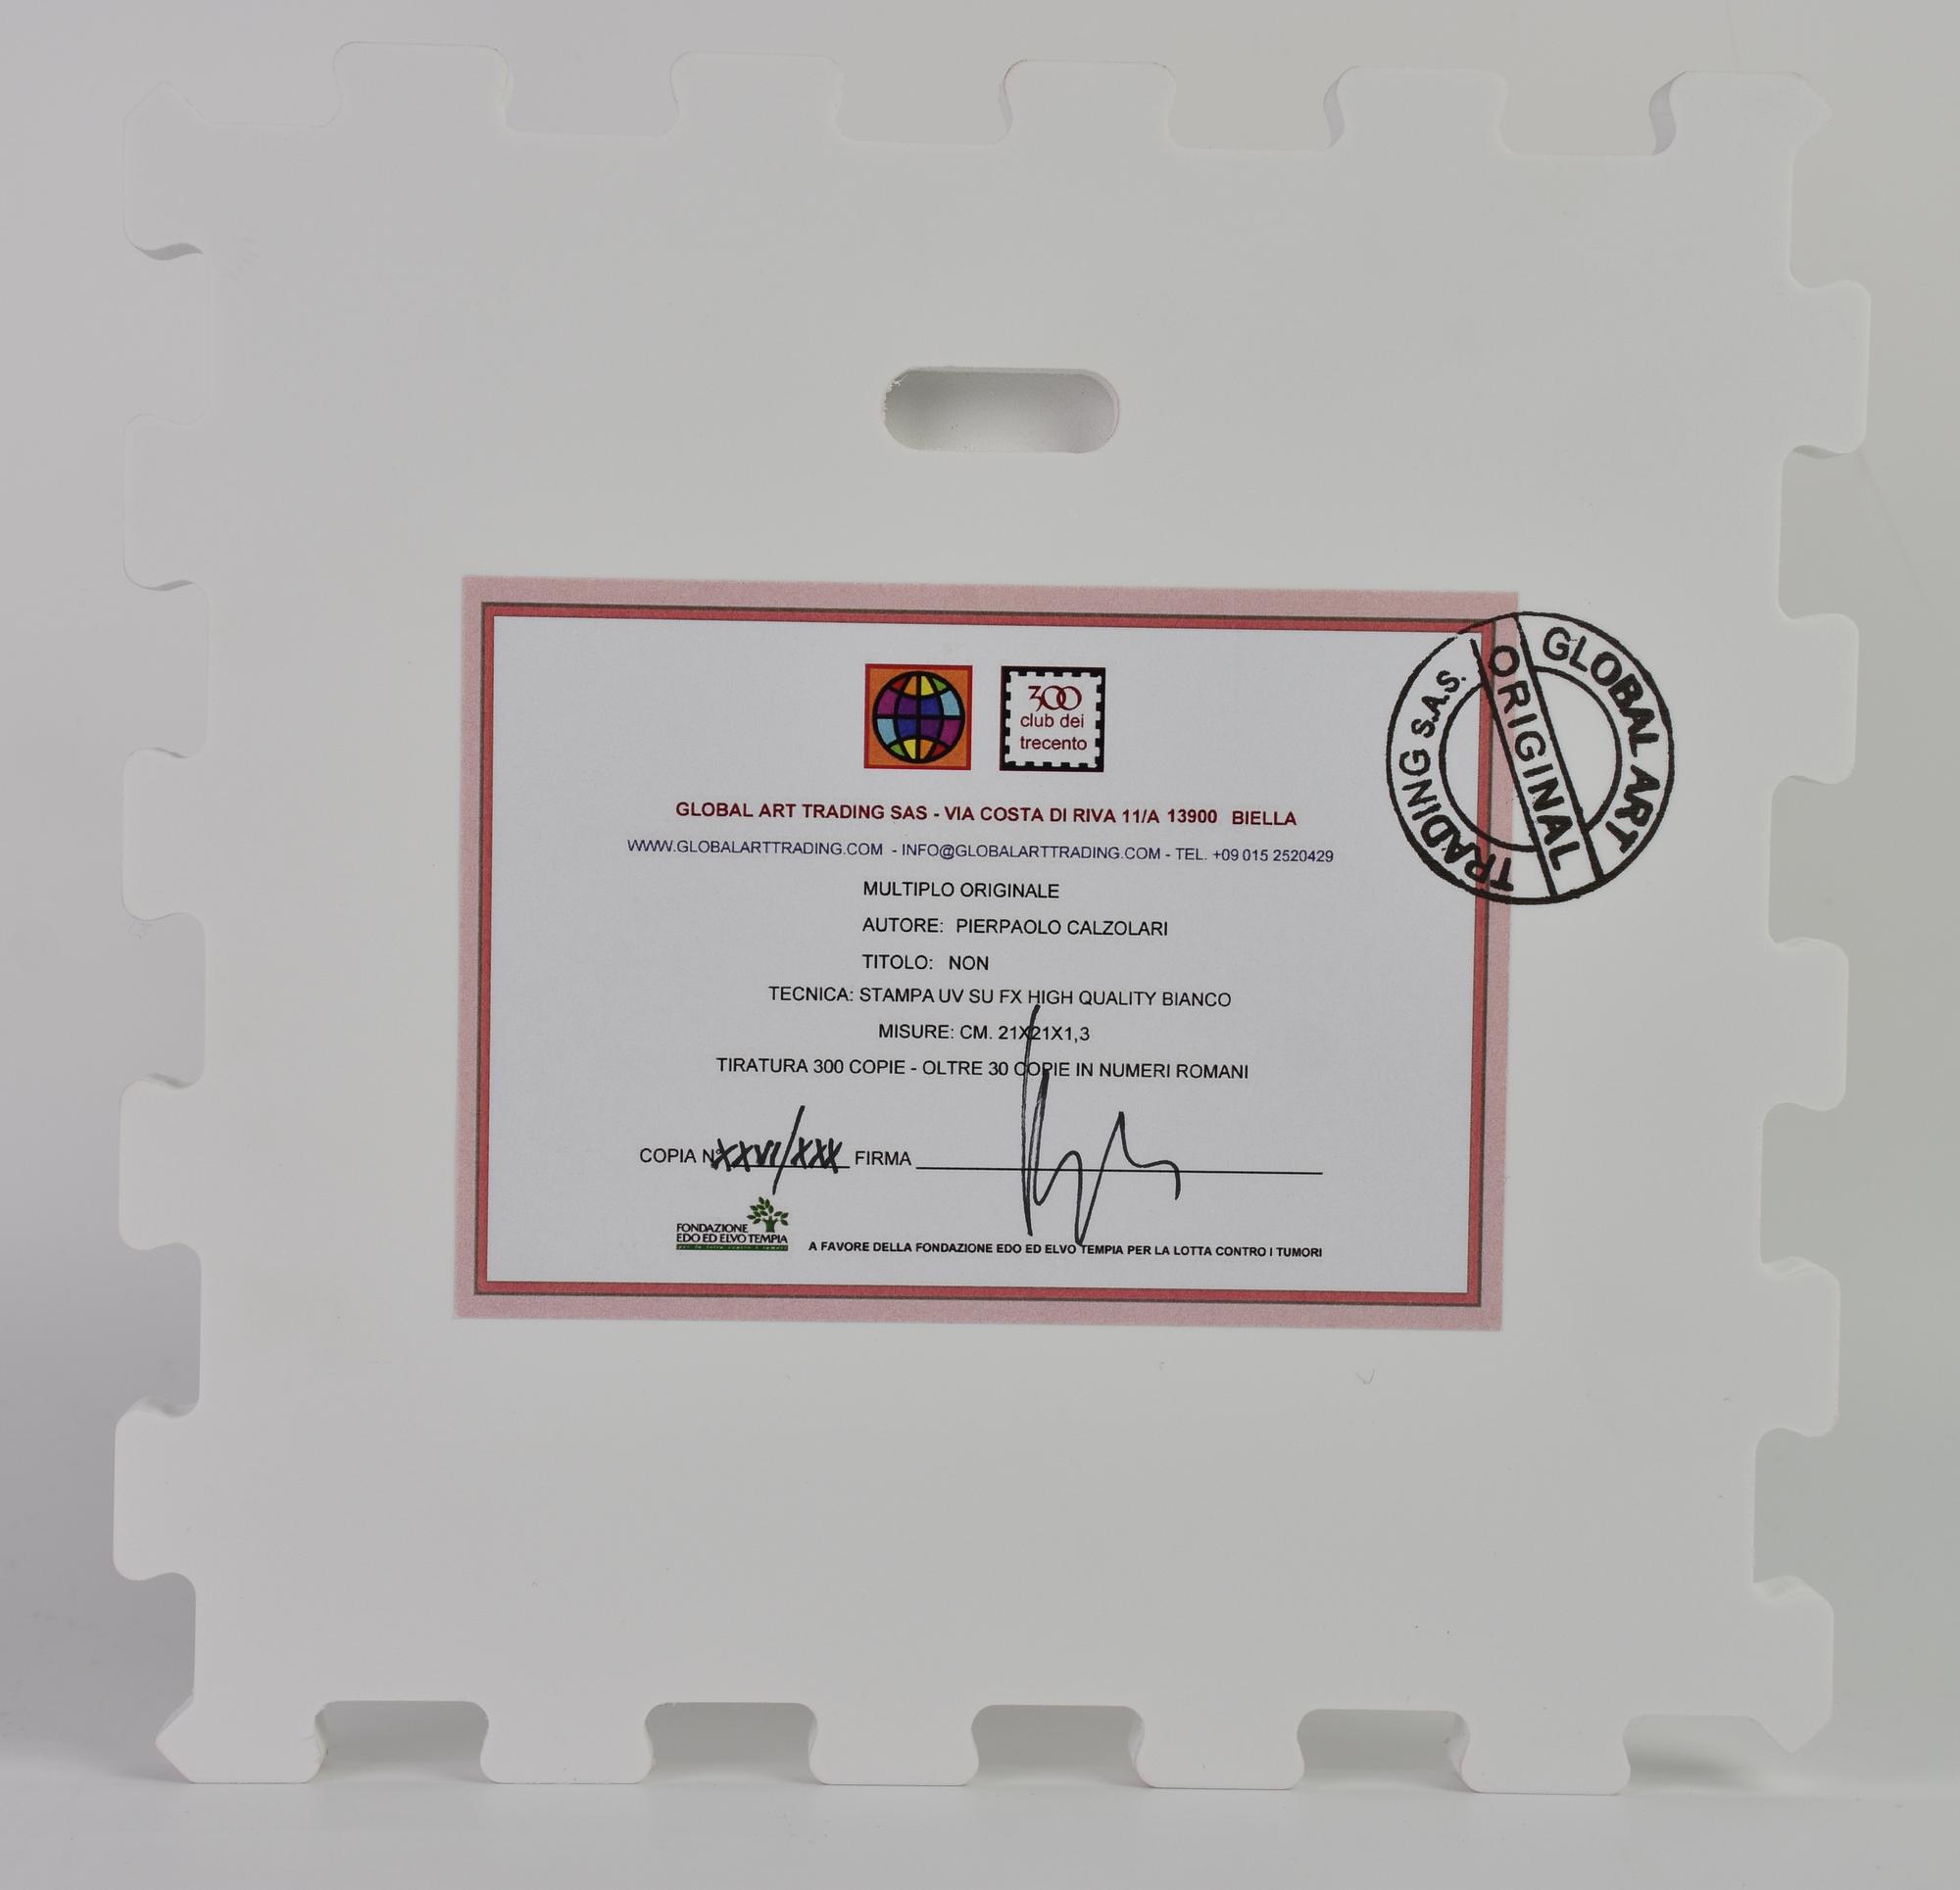 300
club dei
trecento
GLOBAL ART TRADING SAS - VIA COSTA DI RIVA 11/A 13900 BIELLA
WWW.GLOBALARTTRADING.COM - INFO@GLOBALARTTRADING.COM - TEL. +09 015 2520429
MULTIPLO ORIGINALE
AUTORE: PIERPAOLO CALZOLARI
TITOLO: NON
TECNICA: STAMPA UV SU FX HIGH QUALITY BIANCO
MISURE: CM. 21X21X1,3
TIRATURA 300 COPIE - OLTRE 30 COPIE IN NUMERI ROMANI
COPIA N° XXVI/XXX FIRMA
FONDAZIONE
EDO ED ELVO TEMPIA
A FAVORE DELLA FONDAZIONE EDO ED ELVO TEMPIA PER LA LOTTA CONTRO I TUMORI
GLOBAL ART
TRADING S.A.S.
ORIGINAL